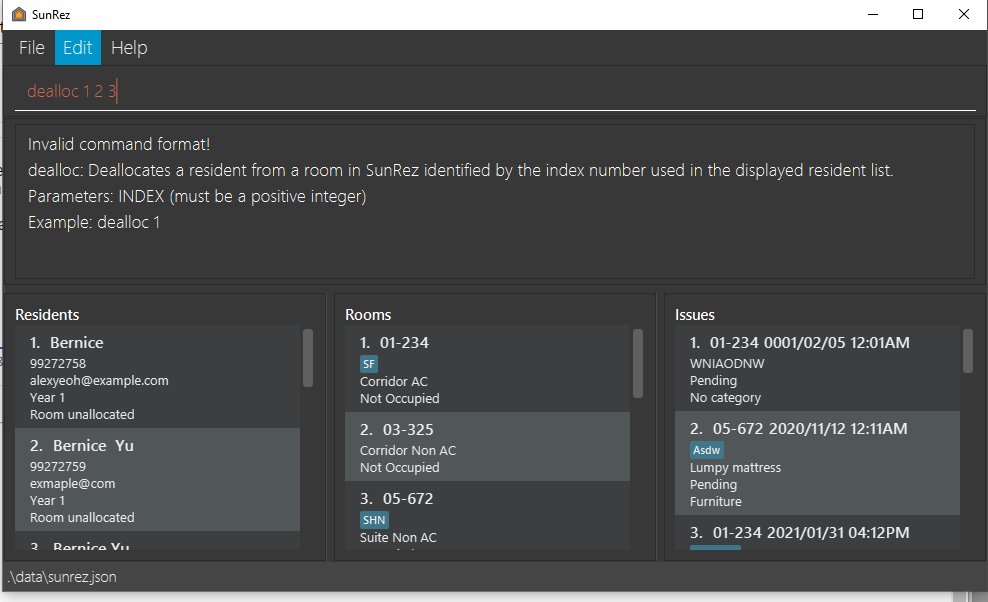 SunRez
File Edit Help
dealloc 1 2 3
Invalid command format!
dealloc: Deallocates a resident from a room in SunRez identified by the index number used in the displayed resident list.
Parameters: INDEX (must be a positive integer)
Example: dealloc 1
Residents
1. Bernice
99272758
alexyeoh@example.com
Year 1
Room unallocated
2. Bernice Yu
99272759
exmaple@com
Year 1
Room unallocated
3. Bernice Yu
Rooms
1. 01-234
SF
Corridor AC
Not Occupied
2. 03-325
Corridor Non AC
Not Occupied
3. 05-672
SHN
Suite Non AC
Issues
1. 01-234 0001/02/05 12:01AM
WNIAODNW
Pending
No category
2. 05-672 2020/11/12 12:11AM
Asdw
Lumpy mattress
Pending
Furniture
3. 01-234 2021/01/31 04:12PM
.\data\sunrez.json